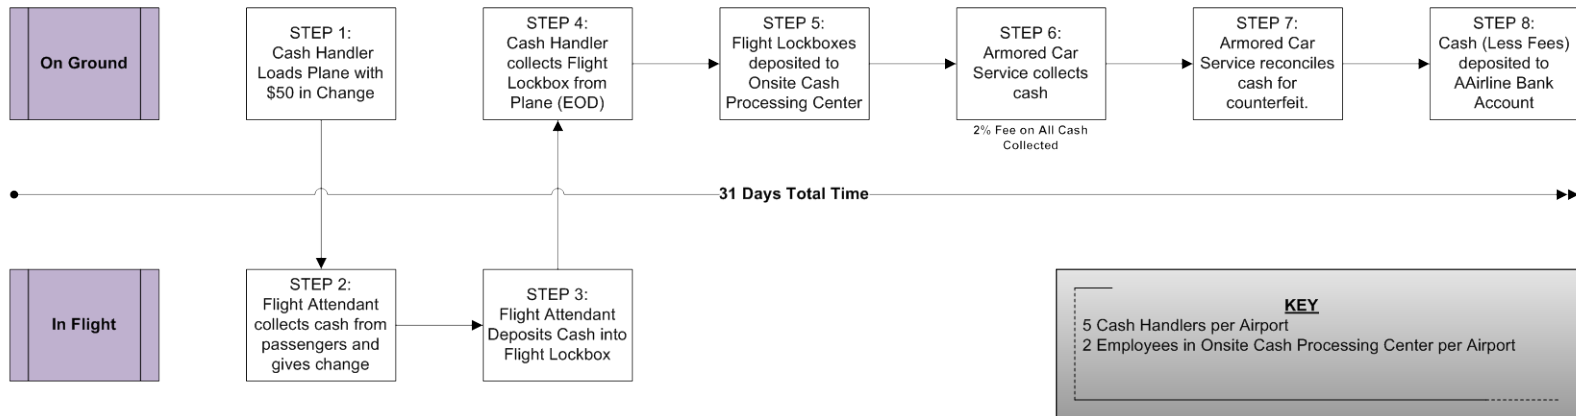 On Ground
STEP 1:
Cash Handler
Loads Plane with
$50 in Change
STEP 4:
Cash Handler
collects Flight
Lockbox from
Plane (EOD)
STEP 5:
Flight Lockboxes
deposited to
Onsite Cash
Processing Center
STEP 6:
Armored Car
Service collects
cash
2% Fee on All Cash
Collected
STEP 7:
Armored Car
Service reconciles
cash for
counterfeit.
STEP 8:
Cash (Less Fees)
deposited to
AAirline Bank
Account
31 Days Total Time
In Flight
STEP 2:
Flight Attendant
collects cash from
passengers and
gives change
STEP 3:
Flight Attendant
Deposits Cash into
Flight Lockbox
KEY
5 Cash Handlers per Airport
2 Employees in Onsite Cash Processing Center per Airport